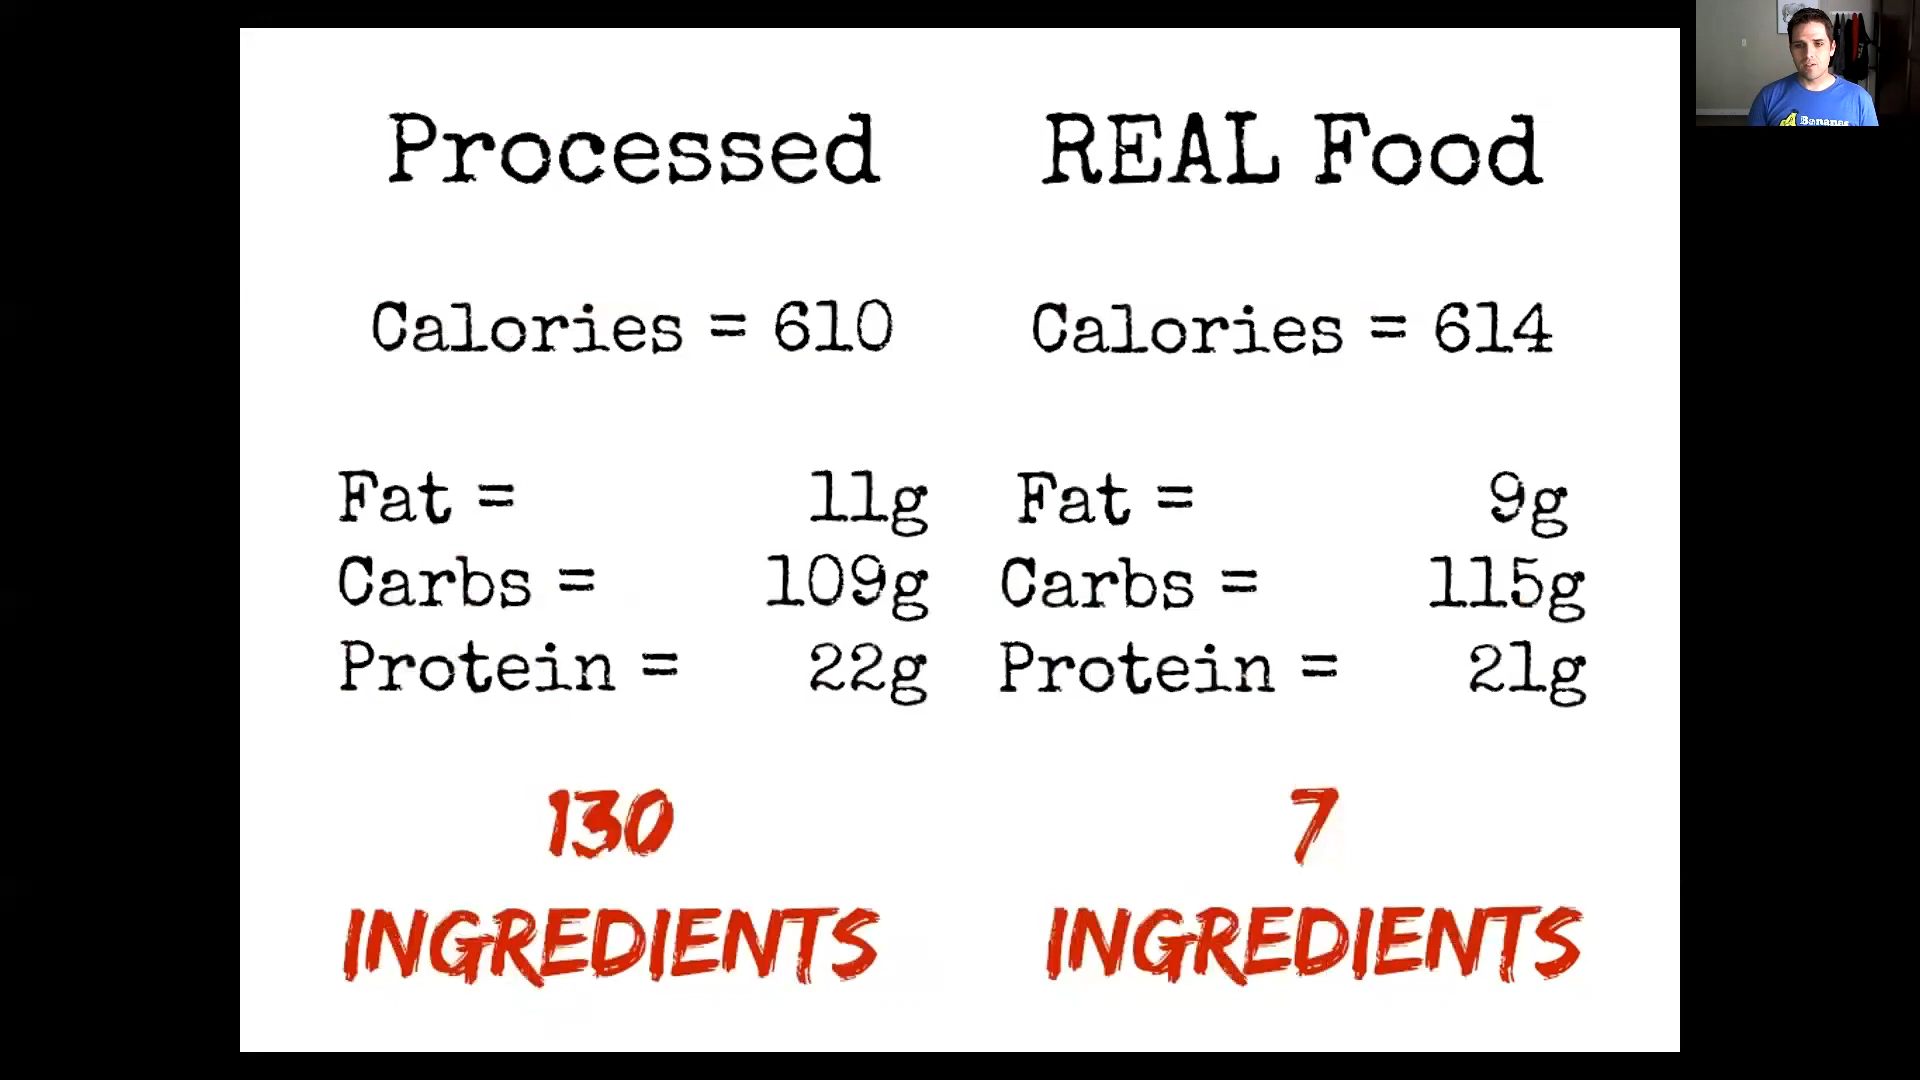 Processed
Calories = 610
Fat = 11g
Carbs = 109g
Protein = 22g
130
INGREDIENTS
REAL Food
Calories = 614
Fat = 9g
Carbs = 115g
Protein = 21g
7
INGREDIENTS
Bananas